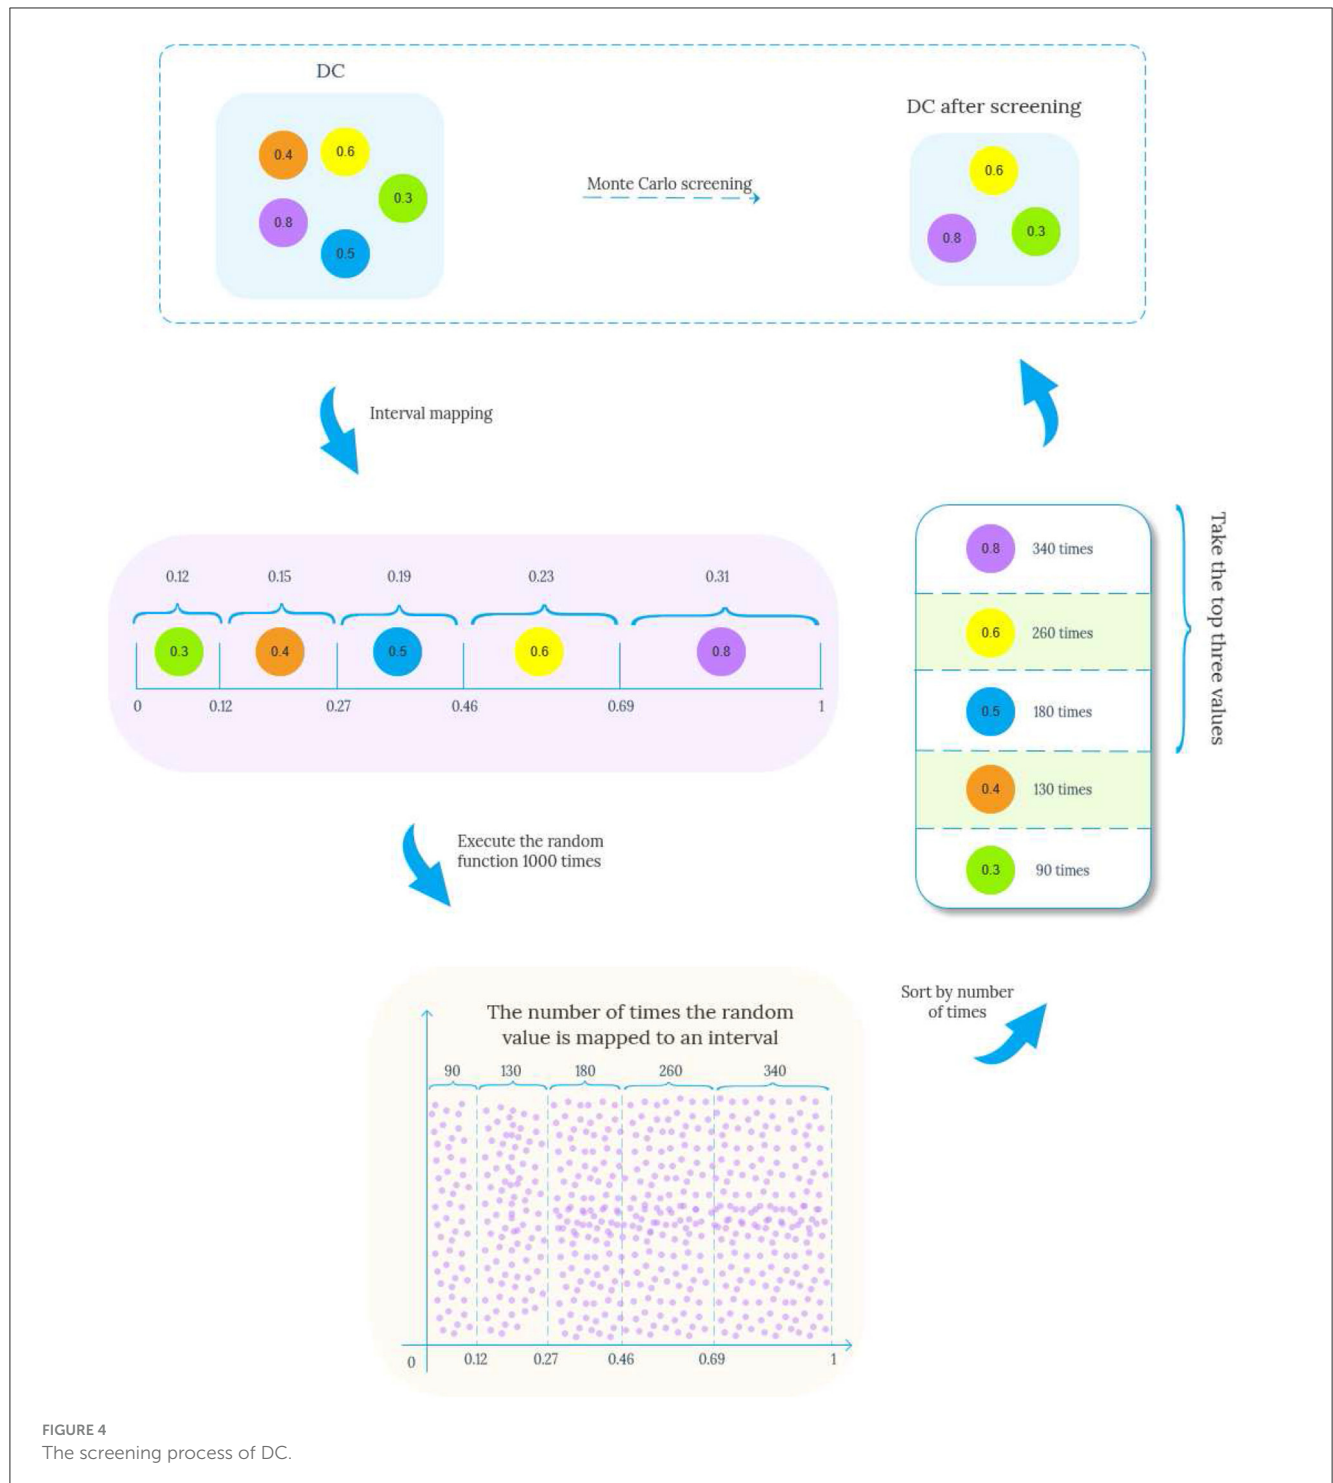 DC
0.4
0.6
0.3
0.8
0.5
Monte Carlo screening
DC after screening
0.6
0.8
0.3
Interval mapping
0.12 0.15 0.19 0.23 0.31
0.3 0.4 0.5 0.6 0.8
0 0.12 0.27 0.46 0.69 1
Execute the random
function 1000 times
The number of times the random
value is mapped to an interval
90 130 180 260 340
0 0.12 0.27 0.46 0.69 1
Sort by number
of times
0.8 340 times
0.6 260 times
0.5 180 times
0.4 130 times
0.3 90 times
Take the top three values
FIGURE 4
The screening process of DC.